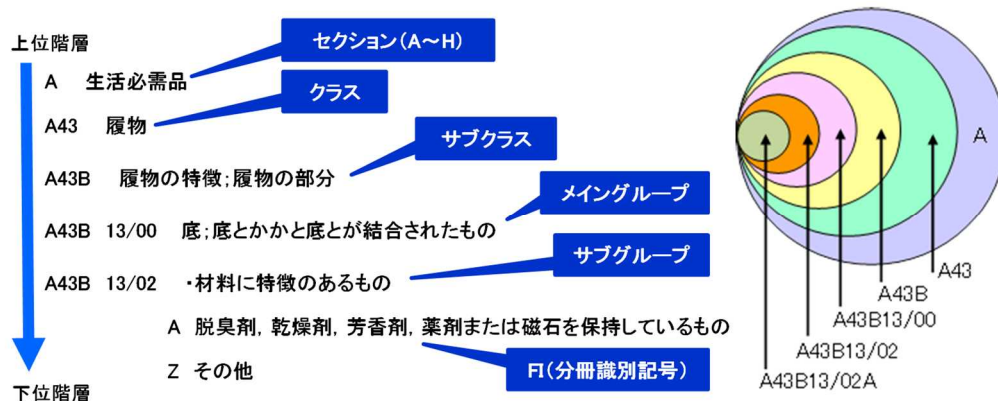 上位階層
セクション(A～H)
A 生活必需品
クラス
A43 履物
サブクラス
A43B 履物の特徴;履物の部分
メイングループ
A43B 13/00 底;底とかかと底とが結合されたもの
サブグループ
A43B 13/02 ・材料に特徴のあるもの
A 脱臭剤，乾燥剤，芳香剤，薬剤または磁石を保持しているもの
Z その他
FI(分冊識別記号)
下位階層
A
A43
A43B
A43B13/00
A43B13/02
A43B13/02A